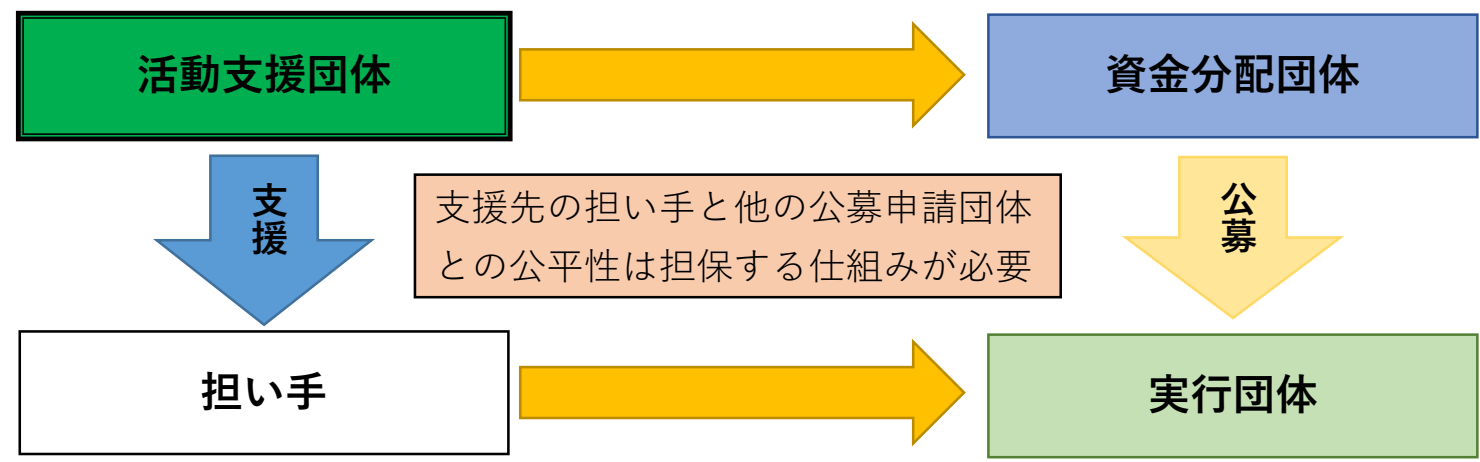 活動支援団体
資金分配団体
支援
支援先の担い手と他の公募申請団体
との公平性は担保する仕組みが必要
公募
担い手
実行団体